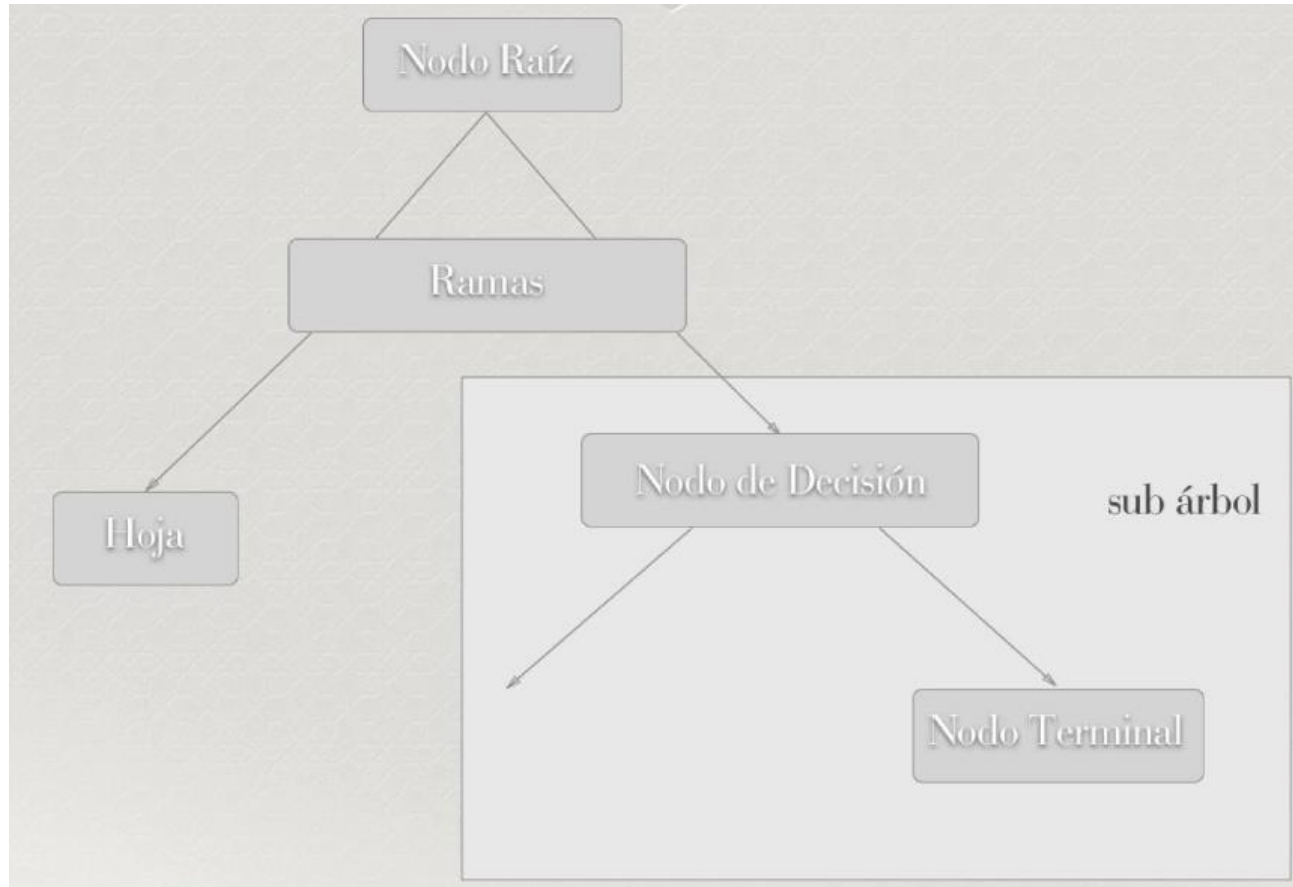 Nodo Raíz
Ramas
Nodo de Decisión
sub árbol
Hoja
Nodo Terminal